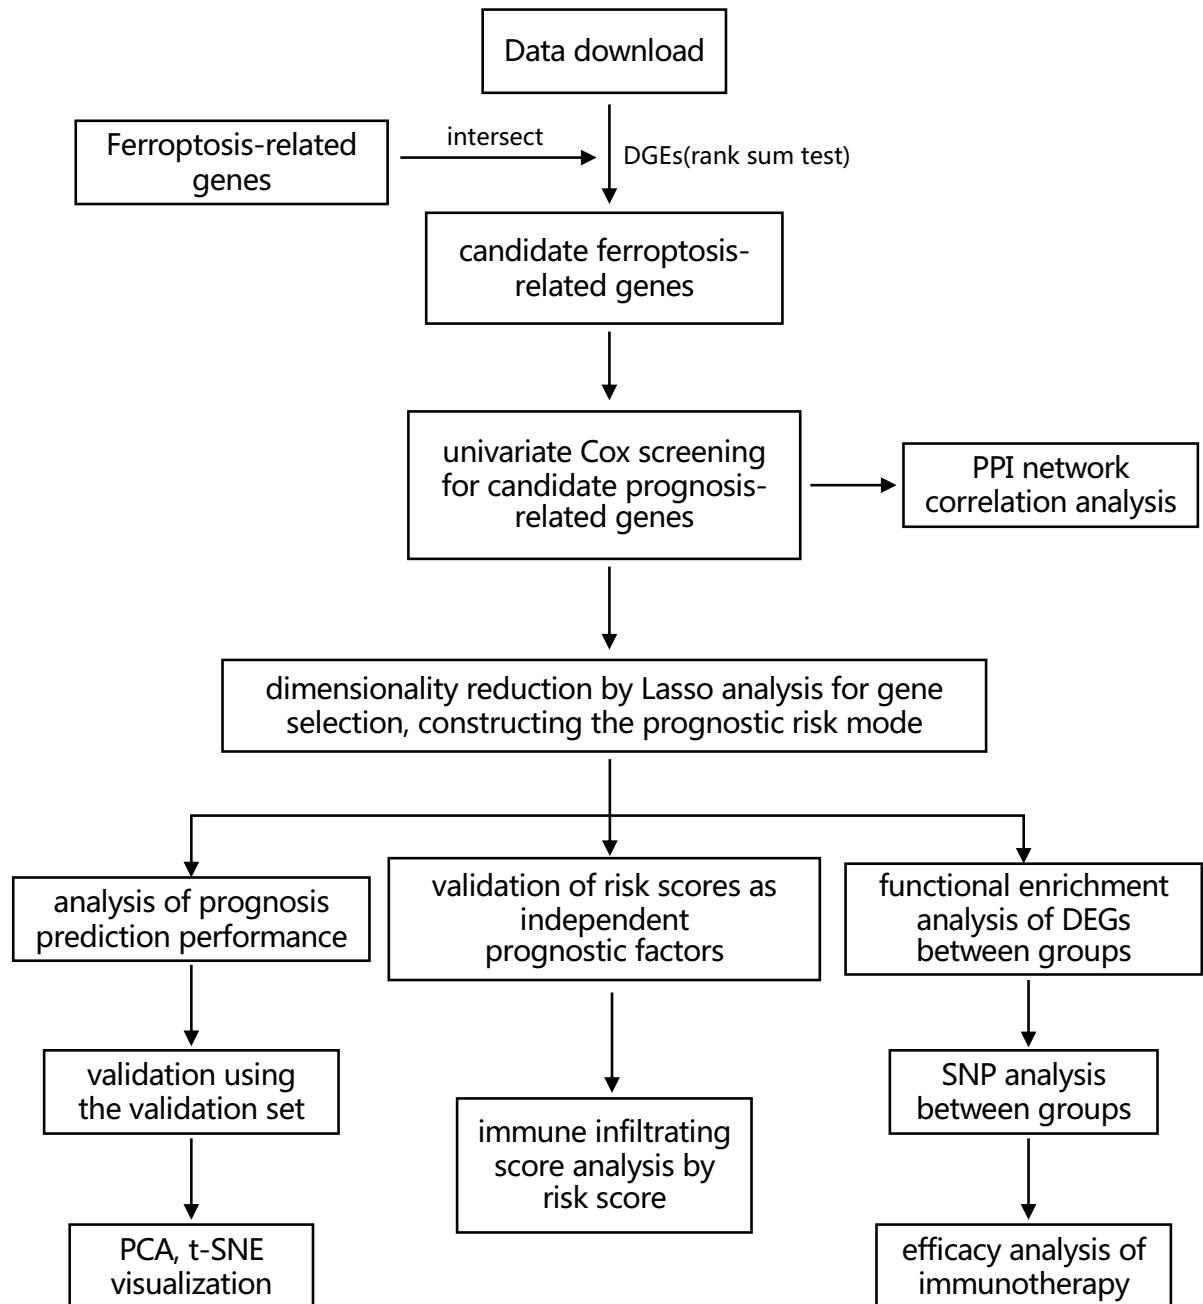 Data download
Ferroptosis-related
genes
intersect
DGEs(rank sum test)
candidate ferroptosis-
related genes
univariate Cox screening
for candidate prognosis-
related genes
PPI network
correlation analysis
dimensionality reduction by Lasso analysis for gene
selection, constructing the prognostic risk mode
analysis of prognosis
prediction performance
validation of risk scores as
independent
prognostic factors
functional enrichment
analysis of DEGs
between groups
validation using
the validation set
immune infiltrating
score analysis by
risk score
SNP analysis
between groups
PCA, t-SNE
visualization
efficacy analysis of
immunotherapy